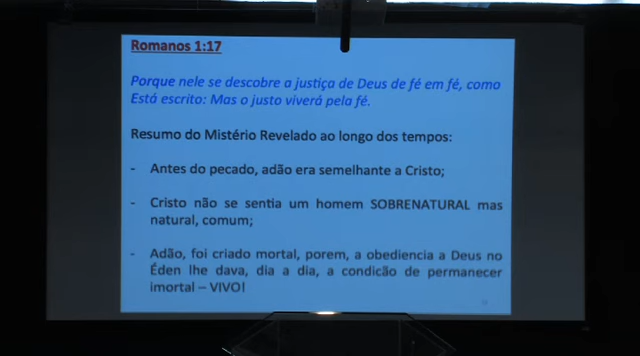 Romanos 1:17
Porque nele se descobre a justiça de Deus de fé em fé, como
Está escrito: Mas o justo viverá pela fé.
Resumo do Mistério Revelado ao longo dos tempos:
- Antes do pecado, adão era semelhante a Cristo;
- Cristo não se sentia um homem SOBRENATURAL mas
natural, comum;
- Adão, foi criado mortal, porem, a obediencia a Deus no
Éden lhe dava, dia a dia, a condicão de permanecer
imortal – VIVO!